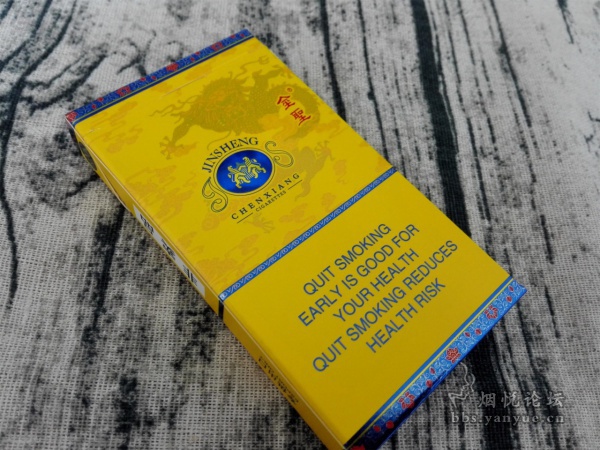 金聖
JINSHENG
CHENXIANG
CIGARETTES
QUIT SMOKING
EARLY IS GOOD FOR
YOUR HEALTH
QUIT SMOKING REDUCES
HEALTH RISK
烟悦论坛
bbs.yanyue.cn